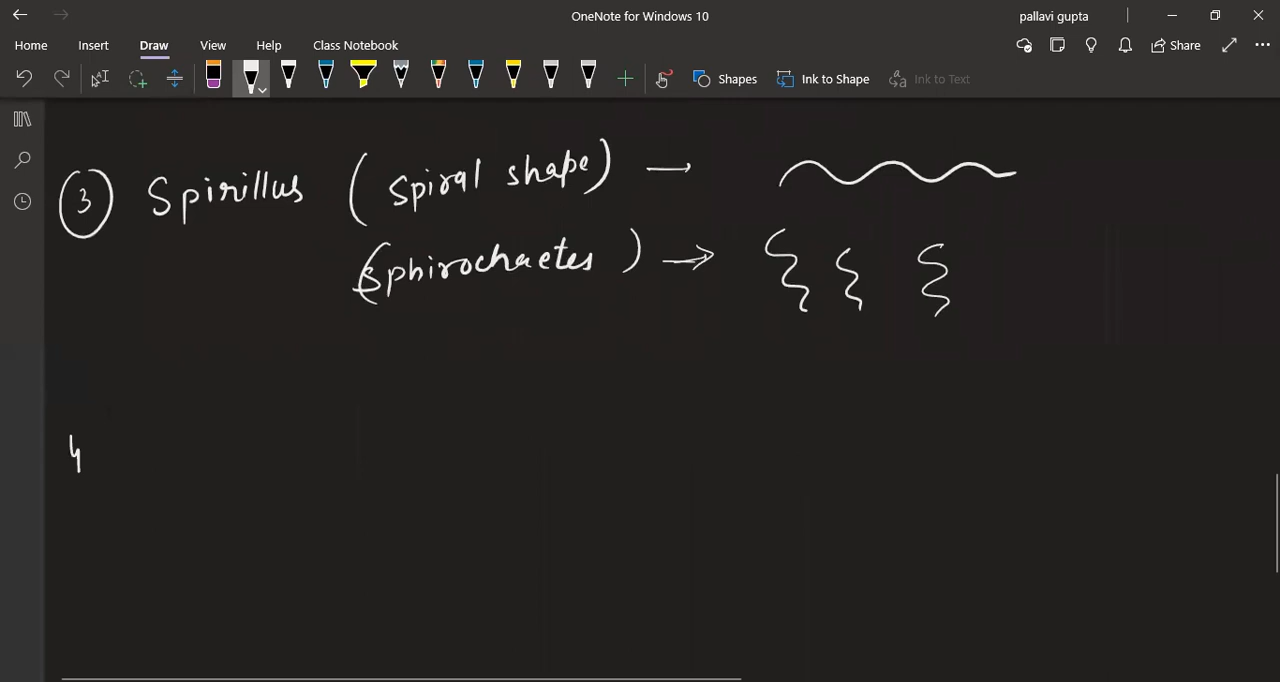 OneNote for Windows 10
pallavi gupta
Home Insert Draw View Help Class Notebook
Share
Shapes Ink to Shape Ink to Text
3 Spirillus (Spiral shape) →
(Sphirochaetes) →
4